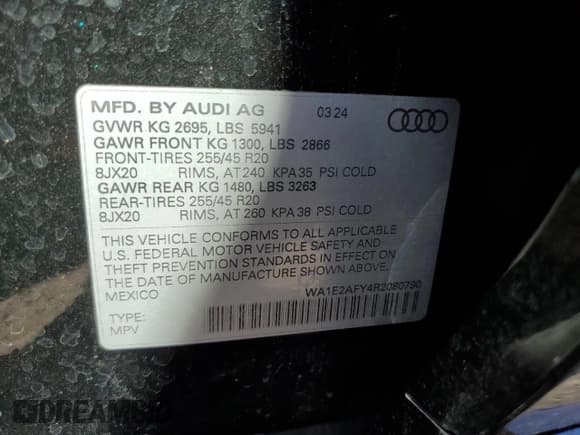 MFD. BY AUDI AG 03 24
GVWR KG 2695, LBS 5941
GAWR FRONT KG 1300, LBS 2866
FRONT-TIRES 255/45 R20
8JX20 RIMS, AT 240 KPA 35 PSI COLD
GAWR REAR KG 1480, LBS 3263
REAR-TIRES 255/45 R20
8JX20 RIMS, AT 260 KPA 38 PSI COLD
THIS VEHICLE CONFORMS TO ALL APPLICABLE
U.S. FEDERAL MOTOR VEHICLE SAFETY AND
THEFT PREVENTION STANDARDS IN EFFECT ON
THE DATE OF MANUFACTURE SHOWN ABOVE.
MEXICO
WA1E2AFY4R2080790
TYPE:
MPV
DREAMBID